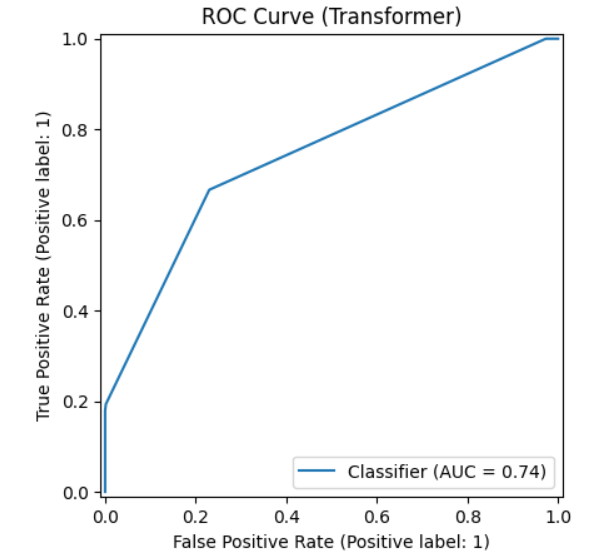 ROC Curve (Transformer)
True Positive Rate (Positive label: 1)
1.0
0.8
0.6
0.4
0.2
0.0
Classifier (AUC = 0.74)
0.0 0.2 0.4 0.6 0.8 1.0
False Positive Rate (Positive label: 1)